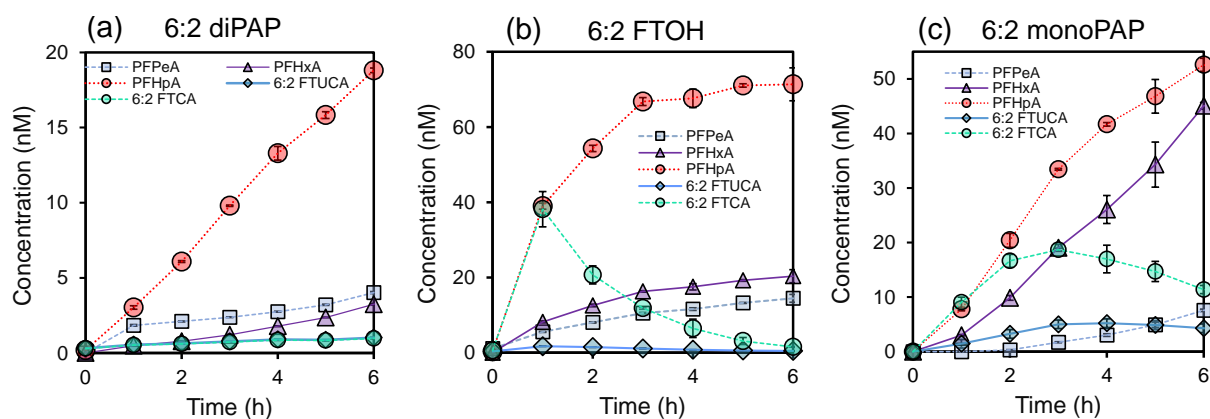 (a) 6:2 diPAP
20
15
10
5
0
0 2 4 6
Concentration (nM)
Time (h)
PFPeA
PFHpA
6:2 FTCA
PFHxA
6:2 FTUCA
(b) 6:2 FTOH
80
60
40
20
0
0 1 2 3 4 5 6
Concentration (nM)
Time (h)
PFPeA
PFHxA
PFHpA
6:2 FTUCA
6:2 FTCA
(c) 6:2 monoPAP
50
40
30
20
10
0
0 2 4 6
Concentration (nM)
Time (h)
PFPeA
PFHxA
PFHpA
6:2 FTUCA
6:2 FTCA